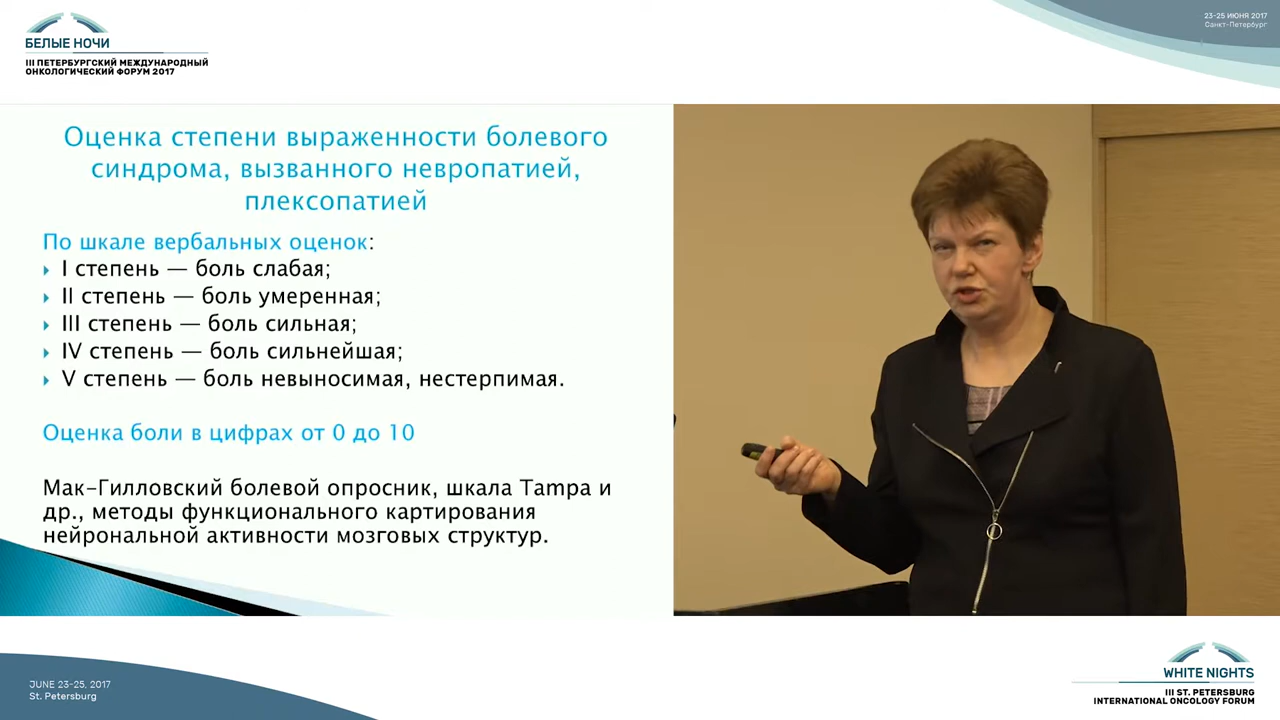 БЕЛЫЕ НОЧИ
III ПЕТЕРБУРГСКИЙ МЕЖДУНАРОДНЫЙ
ОНКОЛОГИЧЕСКИЙ ФОРУМ 2017
23-25 ИЮНЯ 2017
Санкт-Петербург
Оценка степени выраженности болевого
синдрома, вызванного невропатией,
плексопатией
По шкале вербальных оценок:
I степень — боль слабая;
II степень — боль умеренная;
III степень — боль сильная;
IV степень — боль сильнейшая;
V степень — боль невыносимая, нестерпимая.
Оценка боли в цифрах от 0 до 10
Мак-Гилловский болевой опросник, шкала Tampa и
др., методы функционального картирования
нейрональной активности мозговых структур.
JUNE 23-25, 2017
St. Petersburg
WHITE NIGHTS
III ST. PETERSBURG
INTERNATIONAL ONCOLOGY FORUM